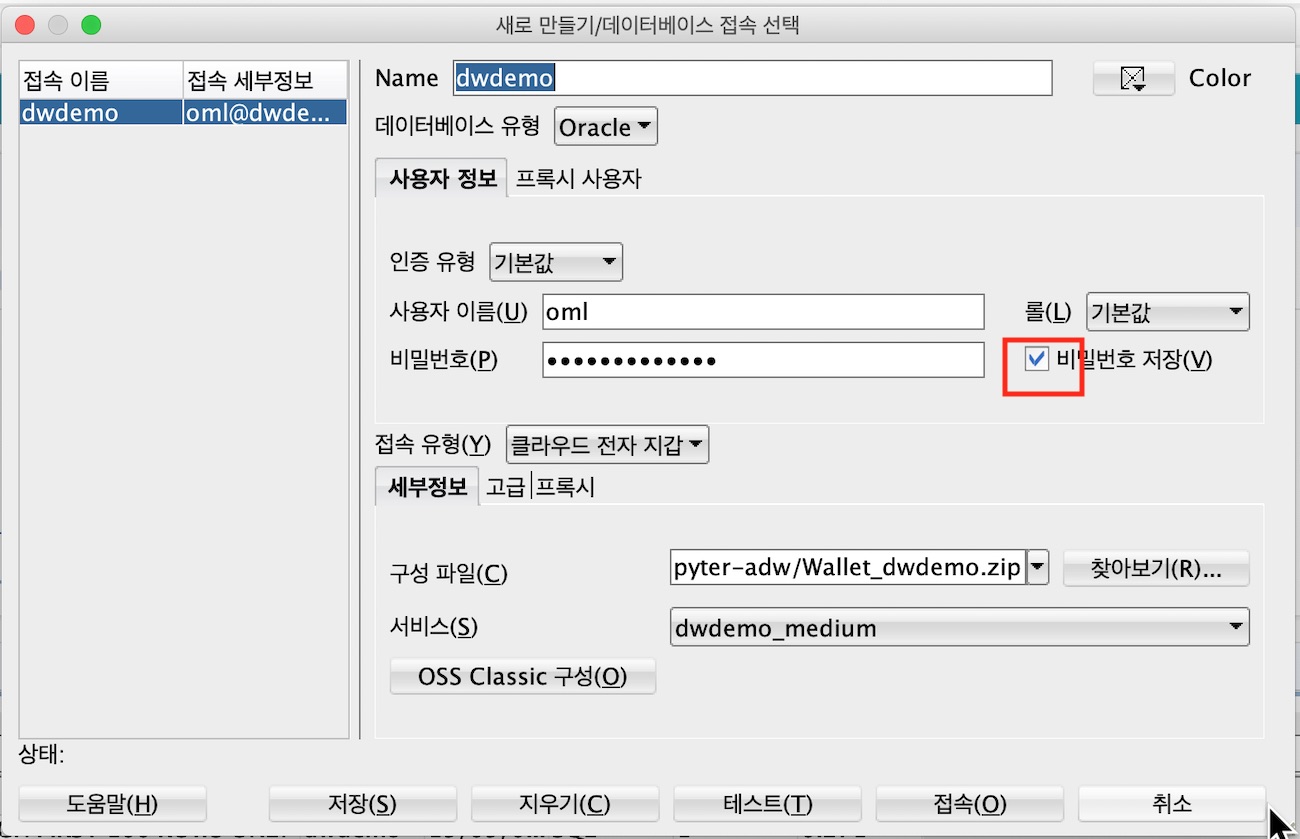 새로 만들기/데이터베이스 접속 선택
접속 이름 접속 세부정보
dwdemo oml@dwde...
Name dwdemo Color
데이터베이스 유형 Oracle
사용자 정보 프록시 사용자
인증 유형 기본값
사용자 이름(U) oml 롤(L) 기본값
비밀번호(P) ●●●●●●●●●●●●● 비밀번호 저장(V)
접속 유형(Y) 클라우드 전자 지갑
세부정보 고급 프록시
구성 파일(C) pyter-adw/Wallet_dwdemo.zip 찾아보기(R)...
서비스(S) dwdemo_medium
OSS Classic 구성(O)
상태:
도움말(H) 저장(S) 지우기(C) 테스트(T) 접속(O) 취소